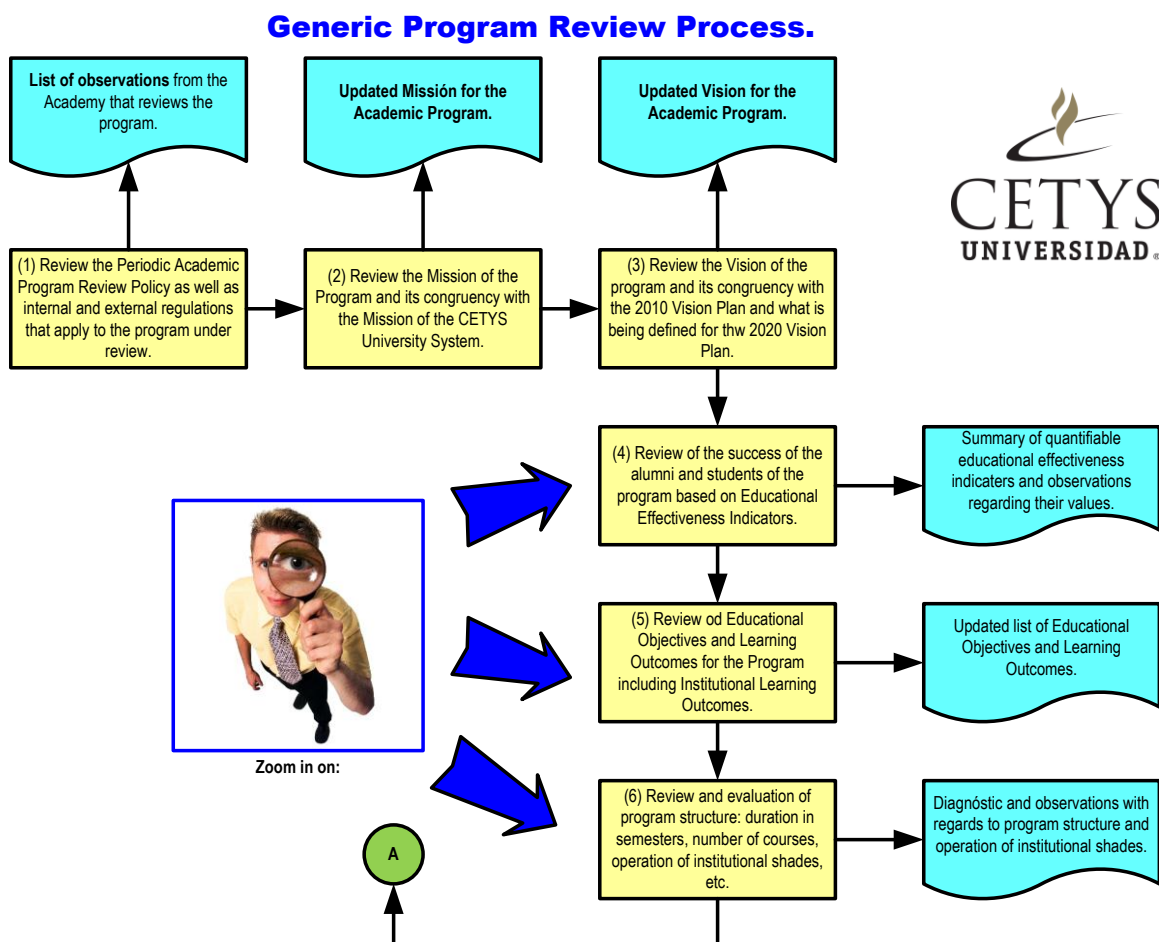 Generic Program Review Process.
List of observations from the
Academy that reviews the
program.
Updated Missión for the
Academic Program.
Updated Vision for the
Academic Program.
CETYS
UNIVERSIDAD ®
(1) Review the Periodic Academic
Program Review Policy as well as
internal and external regulations
that apply to the program under
review.
(2) Review the Mission of the
Program and its congruency with
the Mission of the CETYS
University System.
(3) Review the Vision of the
program and its congruency with
the 2010 Vision Plan and what is
being defined for thw 2020 Vision
Plan.
(4) Review of the success of the
alumni and students of the
program based on Educational
Effectiveness Indicators.
Summary of quantifiable
educational effectiveness
indicaters and observations
regarding their values.
(5) Review od Educational
Objectives and Learning
Outcomes for the Program
including Institutional Learning
Outcomes.
Updated list of Educational
Objectives and Learning
Outcomes.
Zoom in on:
(6) Review and evaluation of
program structure: duration in
semesters, number of courses,
operation of institutional shades,
etc.
Diagnóstic and observations with
regards to program structure and
operation of institutional shades.
A